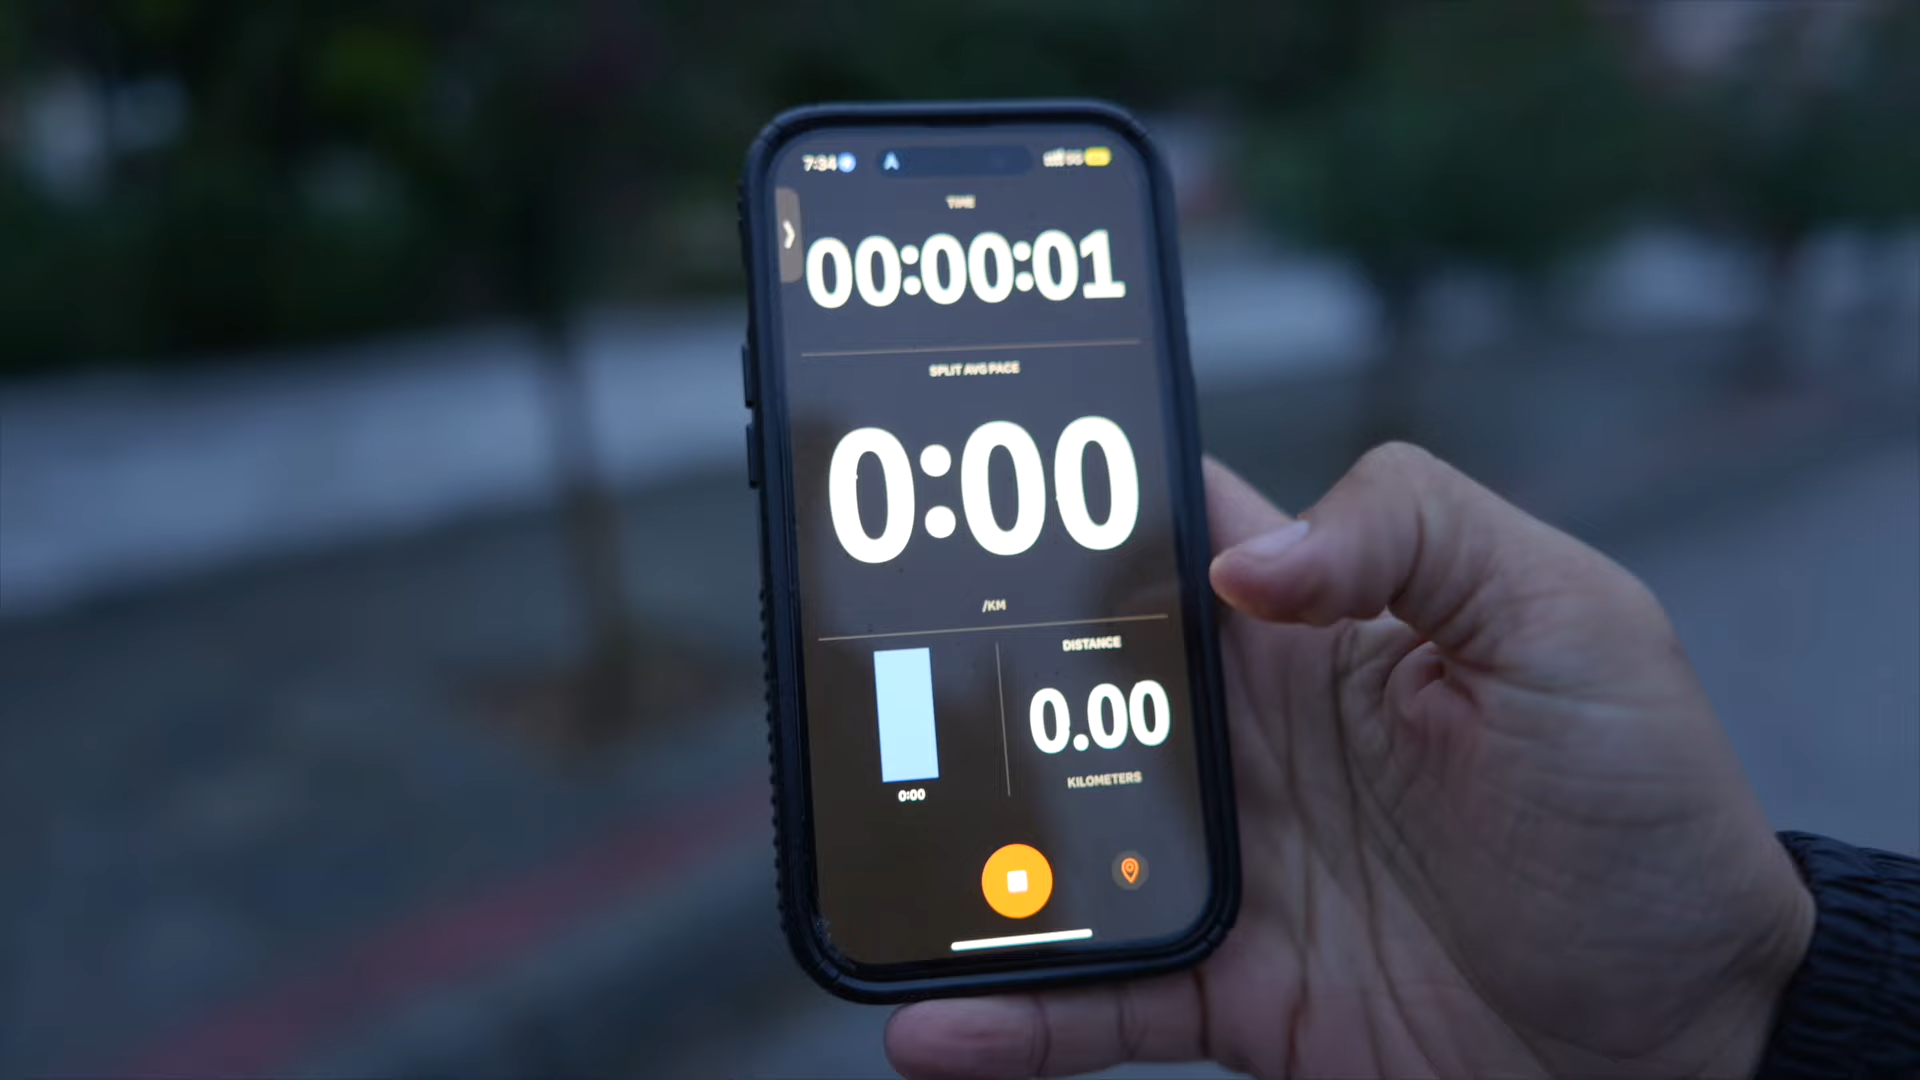 7:34
TIME
00:00:01
SPLIT AVG PACE
0:00
/KM
0:00
DISTANCE
0.00
KILOMETERS